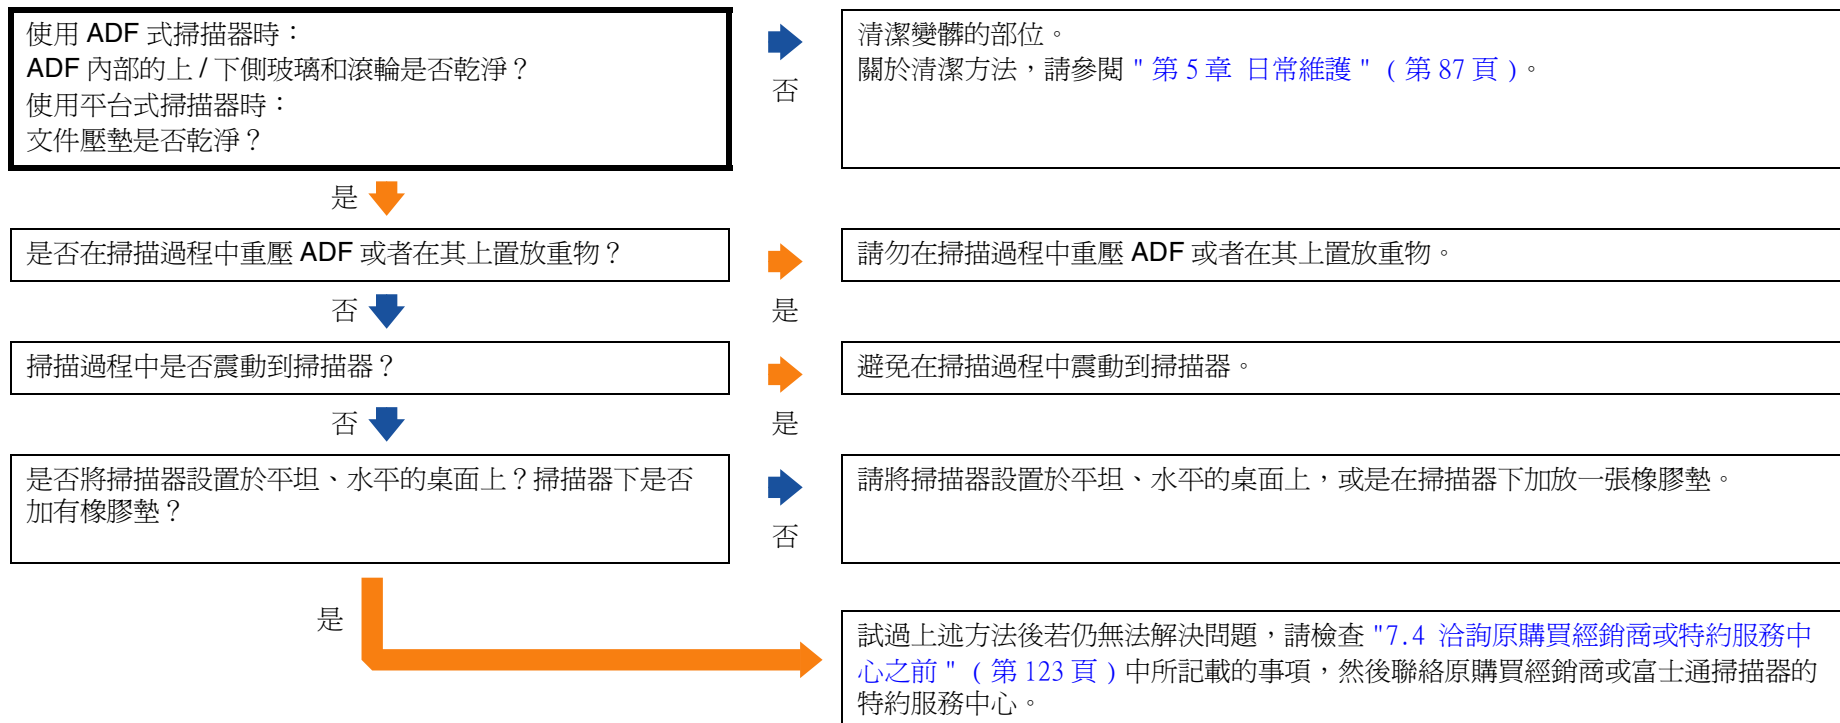 使用 ADF 式掃描器時：
ADF 內部的上 / 下側玻璃和滾輪是否乾淨？
使用平台式掃描器時：
文件壓墊是否乾淨？
否
清潔變髒的部位。
關於清潔方法，請參閱 " 第 5 章 日常維護 " ( 第 87 頁 )。
是
是否在掃描過程中重壓 ADF 或者在其上置放重物？
是
請勿在掃描過程中重壓 ADF 或者在其上置放重物。
否
掃描過程中是否震動到掃描器？
是
避免在掃描過程中震動到掃描器。
否
是否將掃描器設置於平坦、水平的桌面上？掃描器下是否
加有橡膠墊？
否
請將掃描器設置於平坦、水平的桌面上，或是在掃描器下加放一張橡膠墊。
是
試過上述方法後若仍無法解決問題，請檢查 "7.4 洽詢原購買經銷商或特約服務中
心之前 " ( 第 123 頁 ) 中所記載的事項，然後聯絡原購買經銷商或富士通掃描器的
特約服務中心。